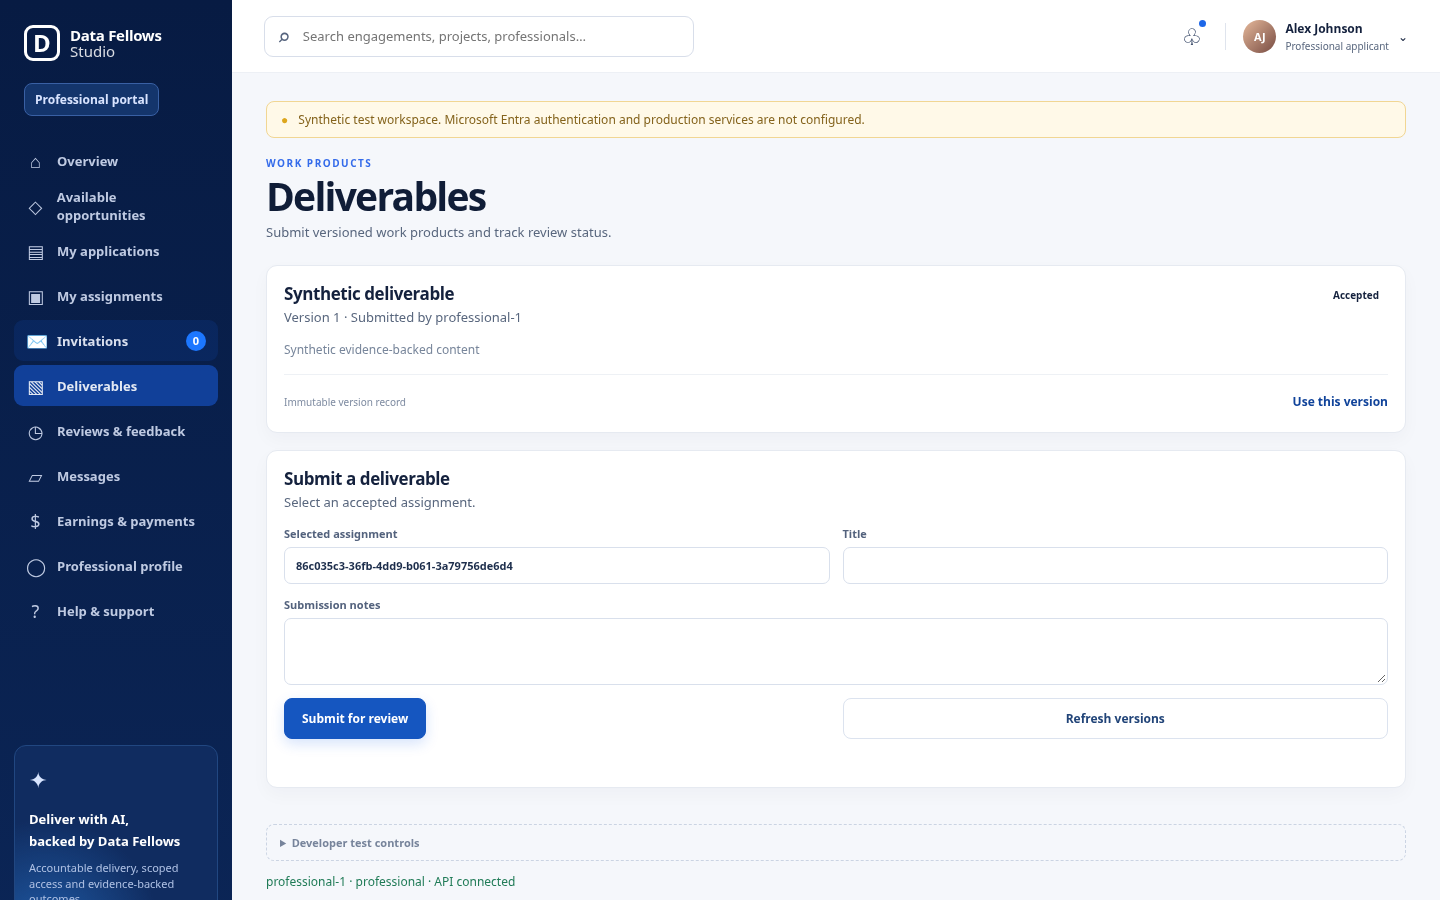 D
Data Fellows
Studio
Professional portal
Overview
Available
opportunities
My applications
My assignments
Invitations
0
Deliverables
Reviews & feedback
Messages
$ Earnings & payments
Professional profile
? Help & support
Deliver with AI,
backed by Data Fellows
Accountable delivery, scoped
access and evidence-backed
outcomes
Search engagements, projects, professionals...
AJ
Alex Johnson
Professional applicant
Synthetic test workspace. Microsoft Entra authentication and production services are not configured.
WORK PRODUCTS
Deliverables
Submit versioned work products and track review status.
Synthetic deliverable
Accepted
Version 1 · Submitted by professional-1
Synthetic evidence-backed content
Immutable version record
Use this version
Submit a deliverable
Select an accepted assignment.
Selected assignment
Title
86c035c3-36fb-4dd9-b061-3a79756de6d4
Submission notes
Submit for review
Refresh versions
Developer test controls
professional-1 · professional · API connected